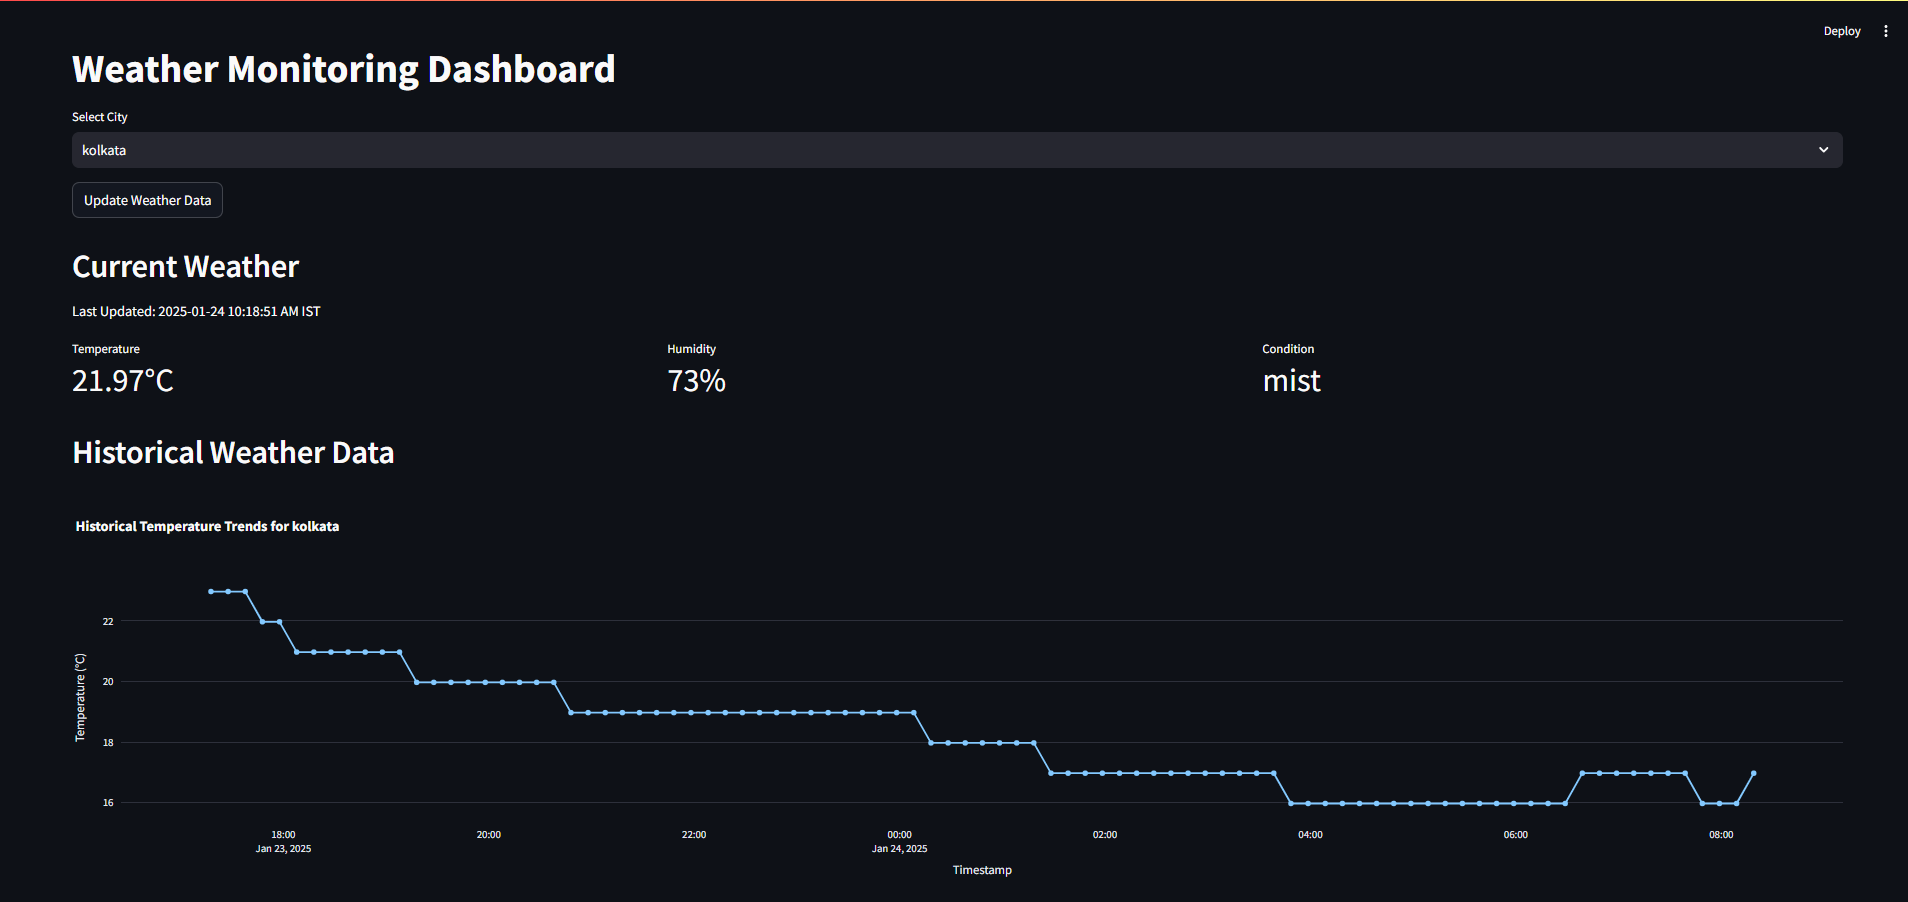 Deploy
Weather Monitoring Dashboard
Select City
kolkata
Update Weather Data
Current Weather
Last Updated: 2025-01-24 10:18:51 AM IST
Temperature Humidity Condition
21.97°C 73% mist
Historical Weather Data
Historical Temperature Trends for kolkata
22
20
18
16
Temperature (°C)
18:00 20:00 22:00 00:00 02:00 04:00 06:00 08:00
Jan 23, 2025 Jan 24, 2025
Timestamp